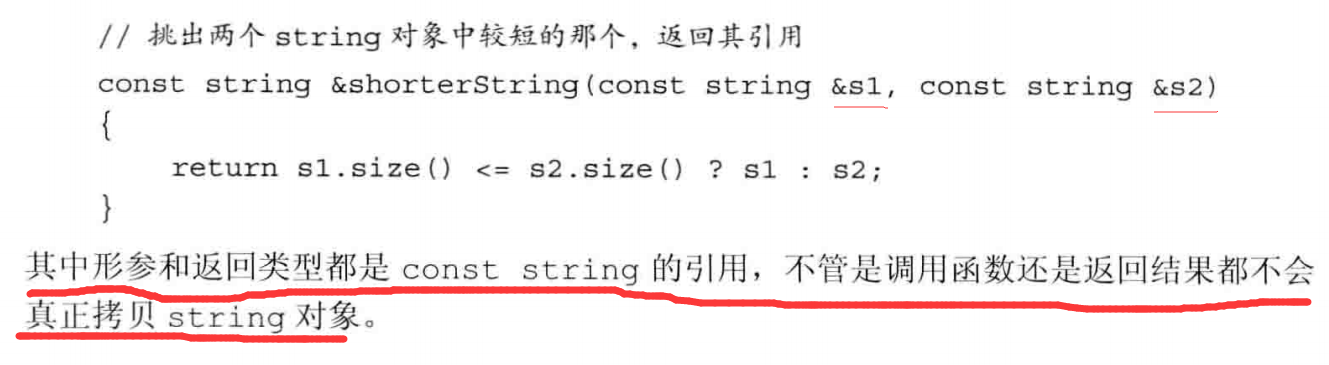 // 挑出两个 string 对象中较短的那个，返回其引用
const string &shorterString(const string &s1, const string &s2)
{
    return s1.size() <= s2.size() ? s1 : s2;
}
其中形参和返回类型都是 const string 的引用，不管是调用函数还是返回结果都不会
真正拷贝 string 对象。